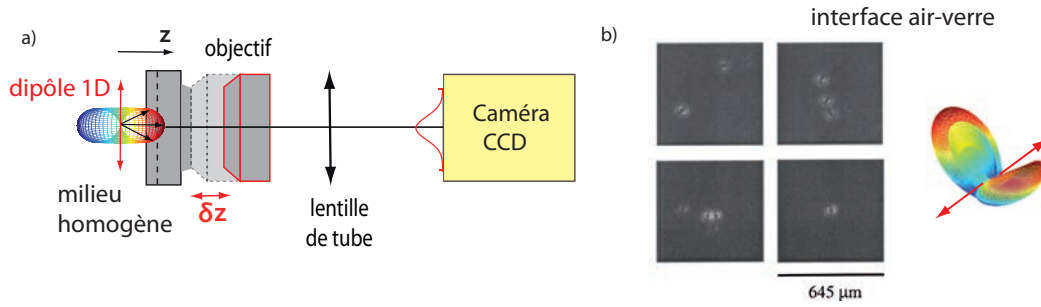 a)
z
objectif
dipôle 1D
milieu
homogène
δz
lentille
de tube
Caméra
CCD
interface air-verre
b)
645 μm